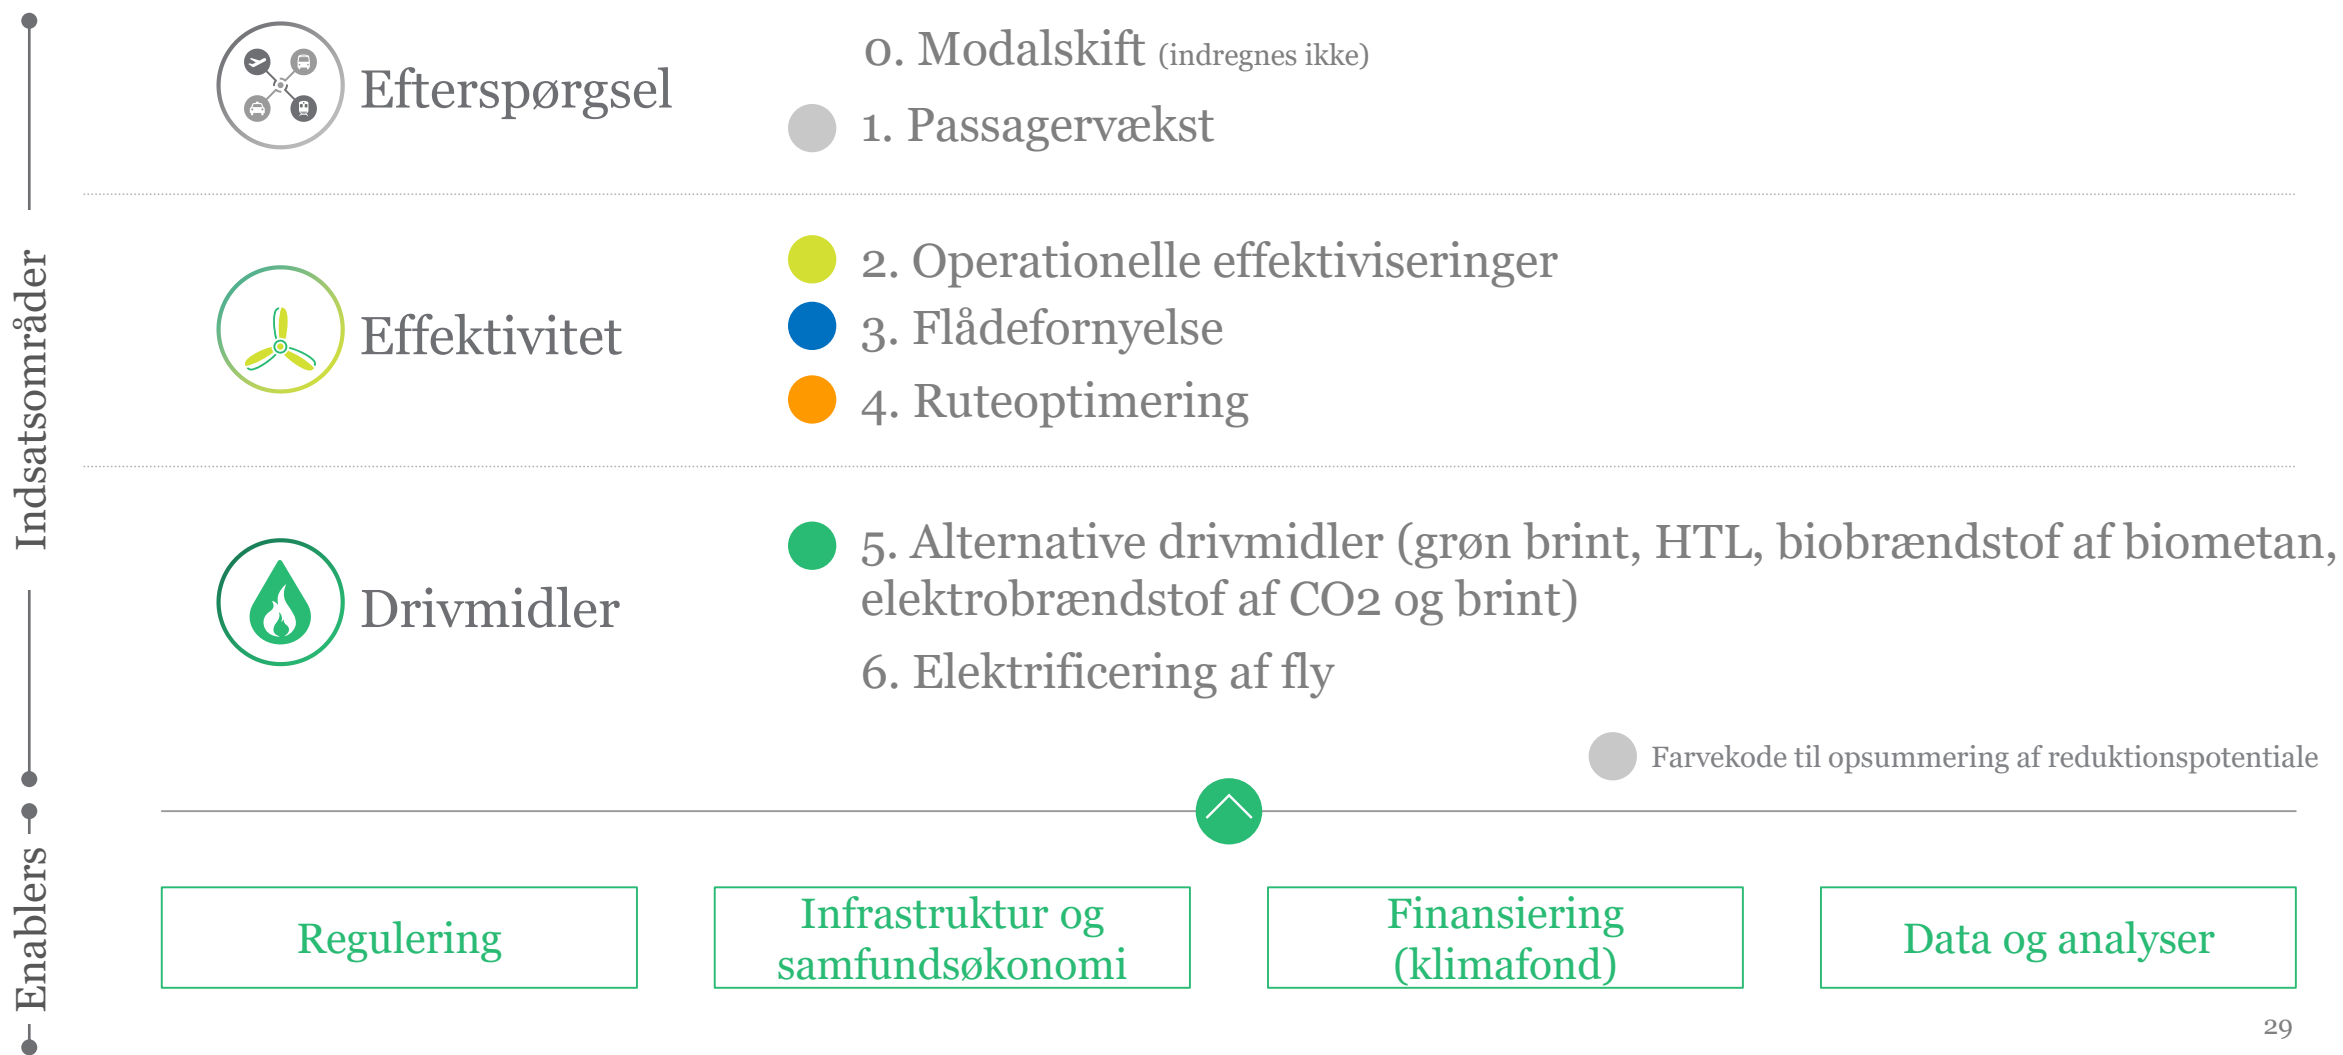 Indsatsområder
Efterspørgsel
0. Modalskift (indregnes ikke)
1. Passagervækst
Effektivitet
2. Operationelle effektiviseringer
3. Flådefornyelse
4. Ruteoptimering
Drivmidler
5. Alternative drivmidler (grøn brint, HTL, biobrændstof af biometan,
elektrobrændstof af CO2 og brint)
6. Elektrificering af fly
Farvekode til opsummering af reduktionspotentiale
Enablers
Regulering
Infrastruktur og
samfundsøkonomi
Finansiering
(klimafond)
Data og analyser
29